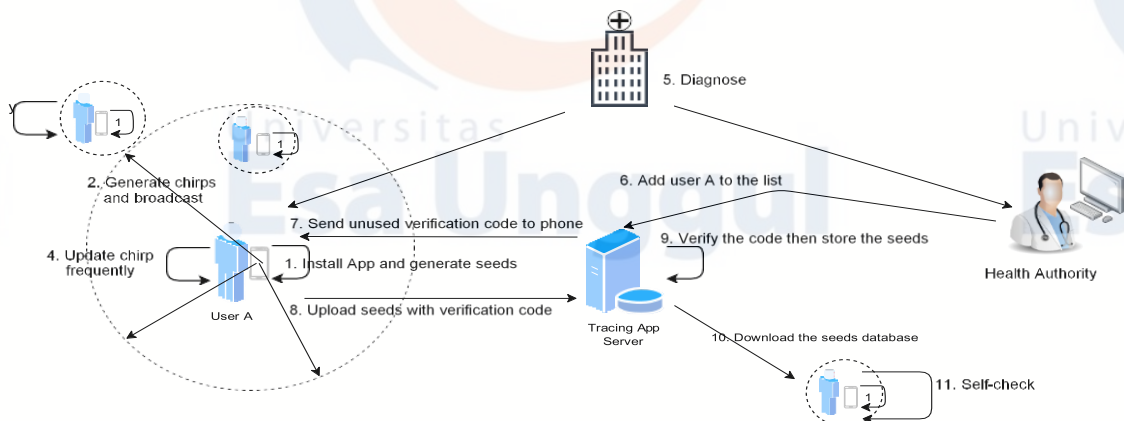 5. Diagnose
y
1
1
Universitas
Esa Unggul
Univ
Es
2. Generate chirps
and broadcast
6. Add user A to the list
7. Send unused verification code to phone
9. Verify the code then store the seeds
4. Update chirp
frequently
1. Install App and generate seeds
Health Authority
8. Upload seeds with verification code
User A
Tracing App
Server
10. Download the seeds database
1
11. Self-check